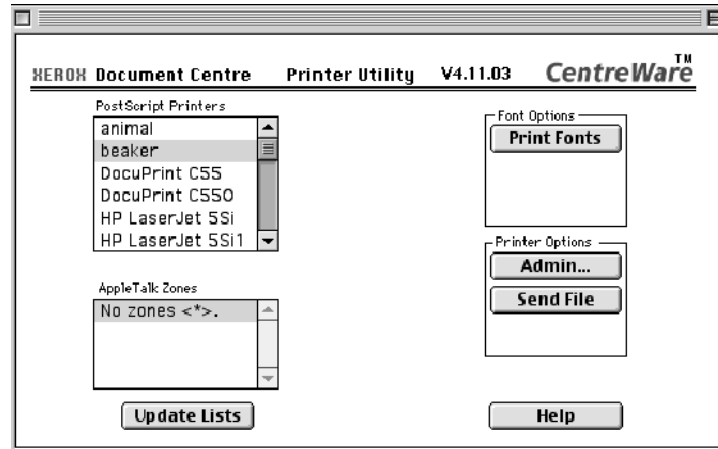 XEROX Document Centre Printer Utility V4.11.03 CentreWare™
PostScript Printers
animal
beaker
DocuPrint C55
DocuPrint C550
HP LaserJet 5Si
HP LaserJet 5Si1
Font Options
Print Fonts
Printer Options
Admin...
Send File
AppleTalk Zones
No zones <*>.
Update Lists
Help